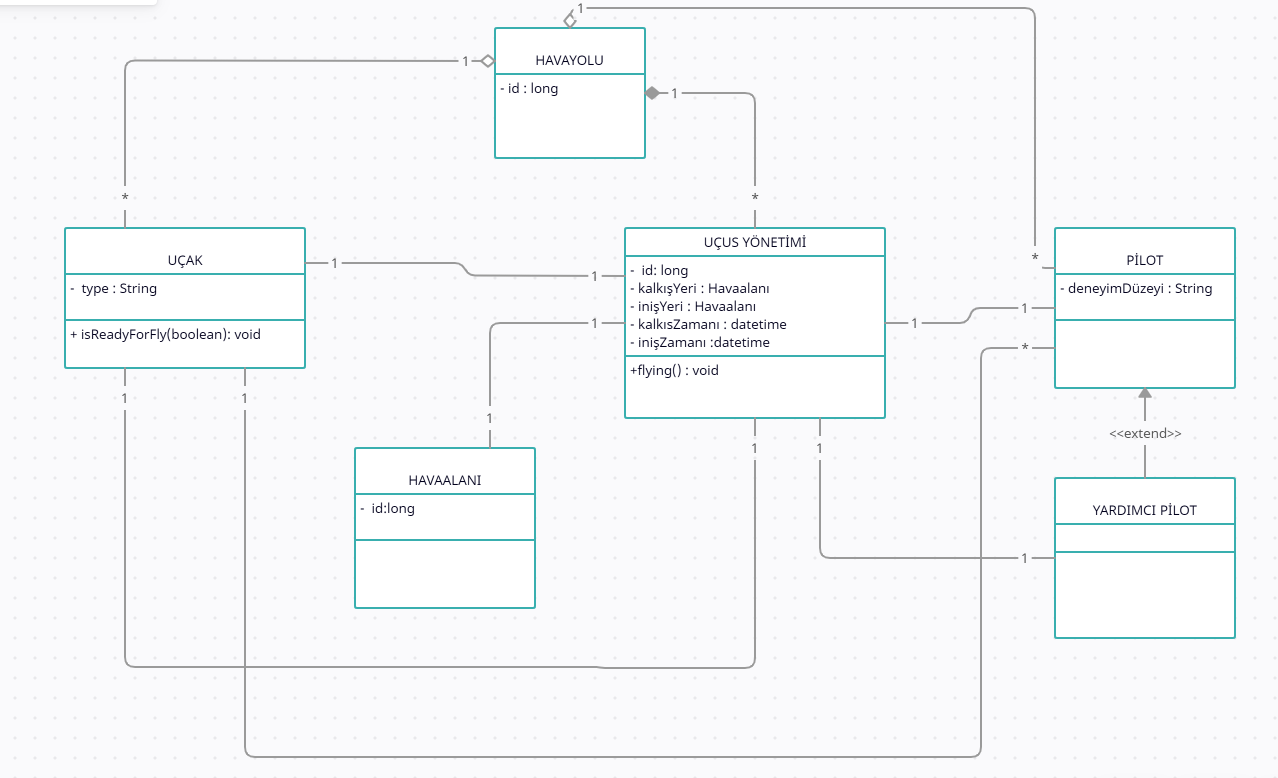 1
HAVAYOLU
- id : long
1
1
*
*
UÇAK
-  type : String
+ isReadyForFly(boolean): void
1
1
UÇUS YÖNETİMİ
-  id: long
- kalkışYeri : Havaalanı
- inişYeri : Havaalanı
- kalkısZamanı : datetime
- inişZamanı :datetime
+flying() : void
1
1
*
PİLOT
- deneyimDüzeyi : String
1
*
1
1
1
HAVAALANI
-  id:long
1
1
<<extend>>
YARDIMCI PİLOT
1